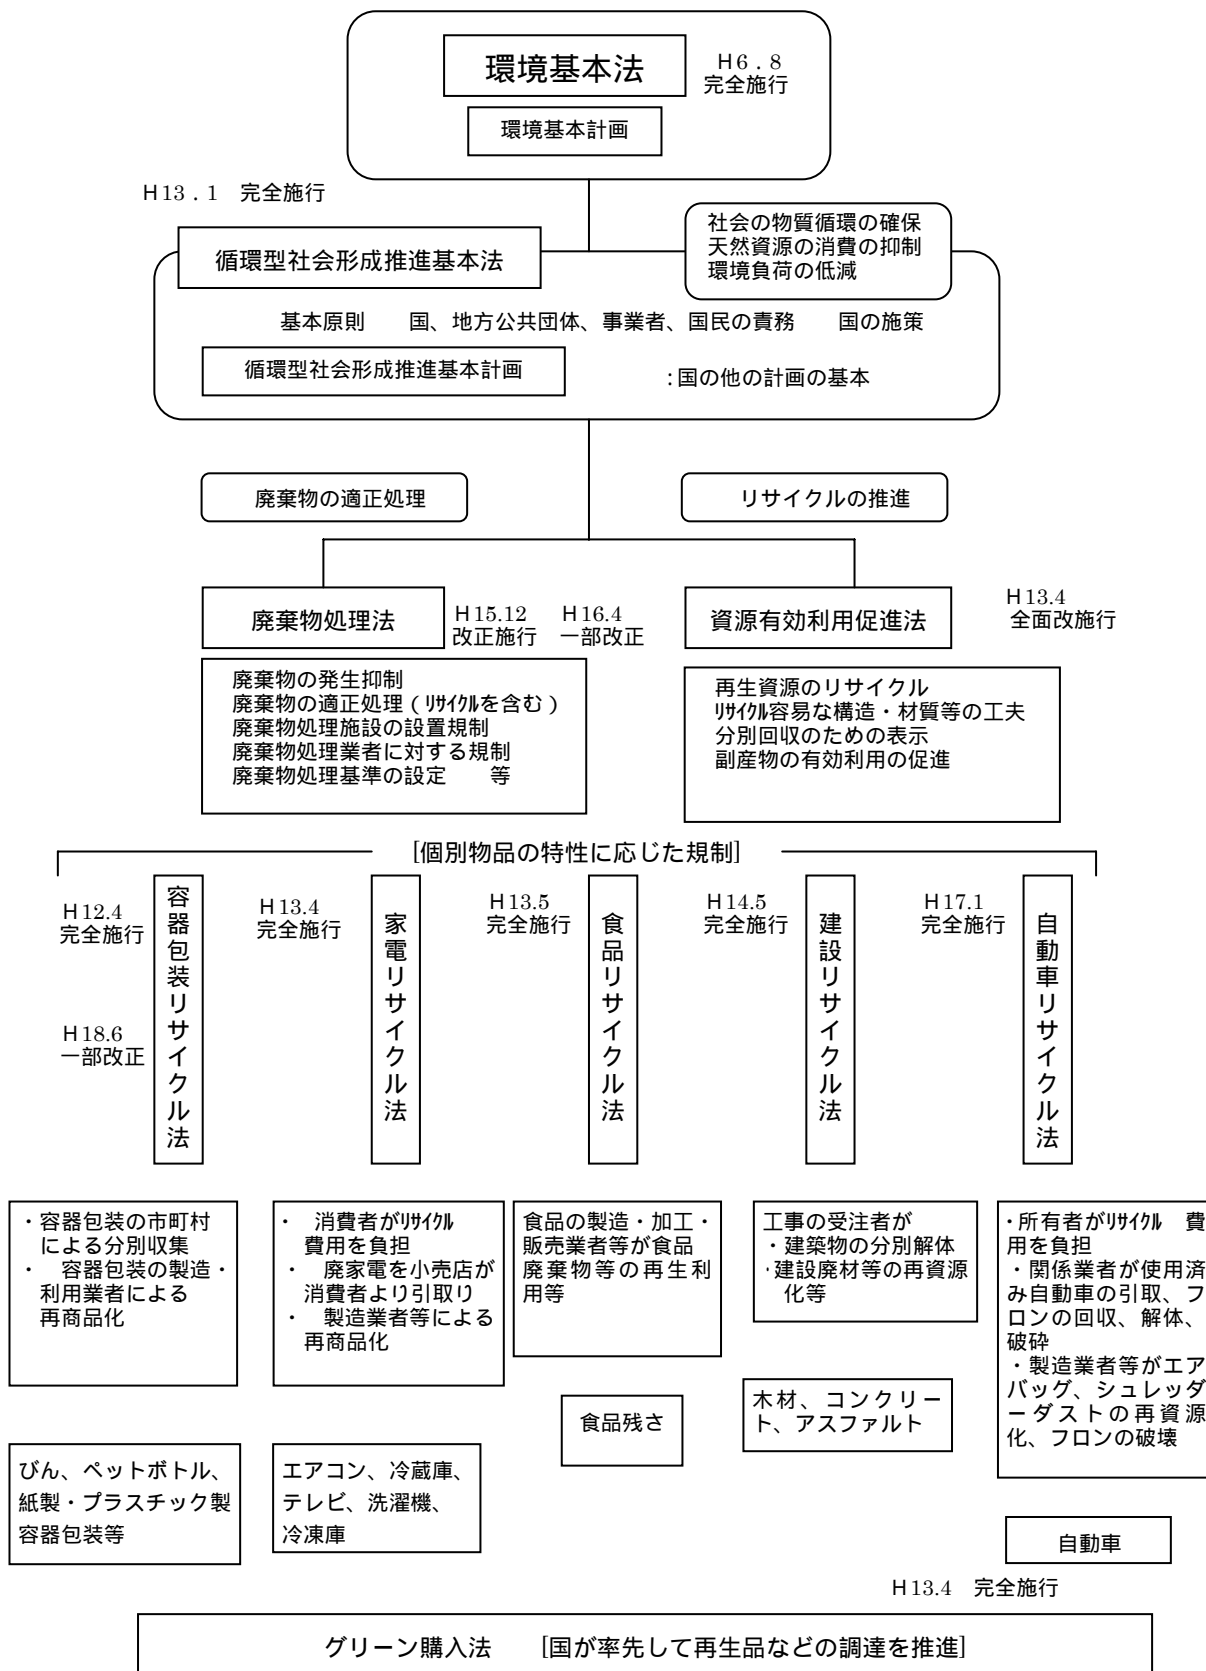 環境基本法
H6．8
完全施行
環境基本計画
H13．1　完全施行
社会の物質循環の確保
天然資源の消費の抑制
環境負荷の低減
循環型社会形成推進基本法
基本原則　　国、地方公共団体、事業者、国民の責務　　国の施策
循環型社会形成推進基本計画
:国の他の計画の基本
廃棄物の適正処理
リサイクルの推進
廃棄物処理法
H15.12
改正施行
H16.4
一部改正
資源有効利用促進法
H13.4
全面改施行
廃棄物の発生抑制
廃棄物の適正処理（ﾘｻｲｸﾙを含む）
廃棄物処理施設の設置規制
廃棄物処理業者に対する規制
廃棄物処理基準の設定　　等
再生資源のリサイクル
ﾘｻｲｸﾙ容易な構造・材質等の工夫
分別回収のための表示
副産物の有効利用の促進
[個別物品の特性に応じた規制]
H12.4
完全施行
H18.6
一部改正
容器包装リサイクル法
H13.4
完全施行
家電リサイクル法
H13.5
完全施行
食品リサイクル法
H14.5
完全施行
建設リサイクル法
H17.1
完全施行
自動車リサイクル法
・容器包装の市町村
による分別収集
・　容器包装の製造・
利用業者による
再商品化
・　消費者がﾘｻｲｸﾙ
費用を負担
・　廃家電を小売店が
消費者より引取り
・　製造業者等による
再商品化
食品の製造・加工・
販売業者等が食品
廃棄物等の再生利
用等
工事の受注者が
・建築物の分別解体
・建設廃材等の再資源
化等
・所有者がﾘｻｲｸﾙ　費
用を負担
・関係業者が使用済
み自動車の引取、フ
ロンの回収、解体、
破砕
・製造業者等がエア
バッグ、シュレッダ
ーダストの再資源
化、フロンの破壊
びん、ペットボトル、
紙製・プラスチック製
容器包装等
エアコン、冷蔵庫、
テレビ、洗濯機、
冷凍庫
食品残さ
木材、コンクリー
ト、アスファルト
自動車
H13.4　完全施行
グリーン購入法　　[国が率先して再生品などの調達を推進]